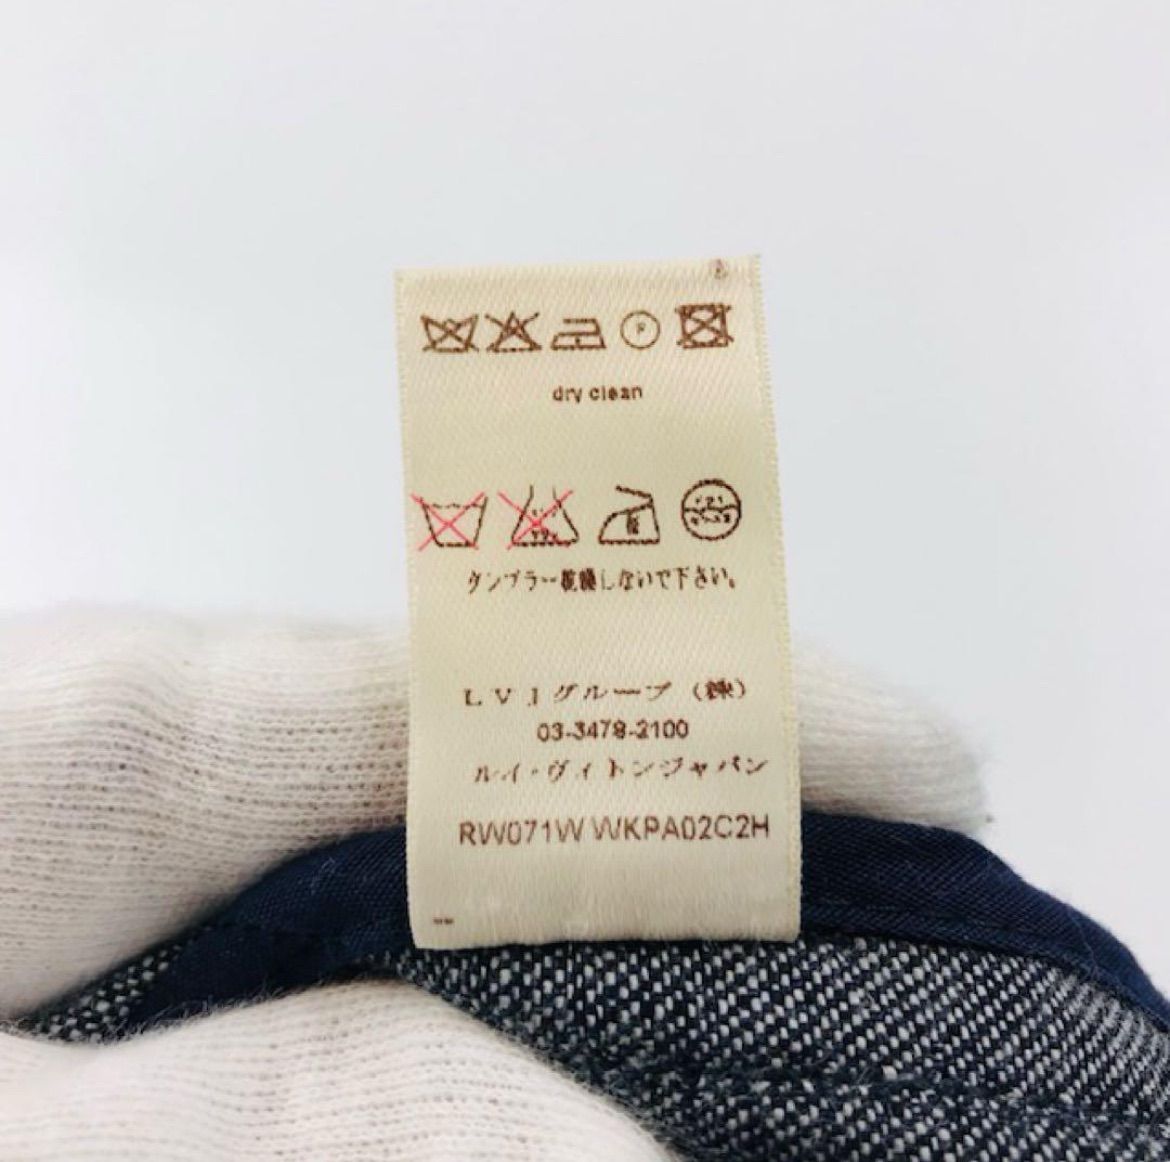 P
dry clean
タンブラー乾燥しないで下さい。
LVJグループ（株）
03-3478-2100
ルイ・ヴィトンジャパン
RW071W WKPA02C2H